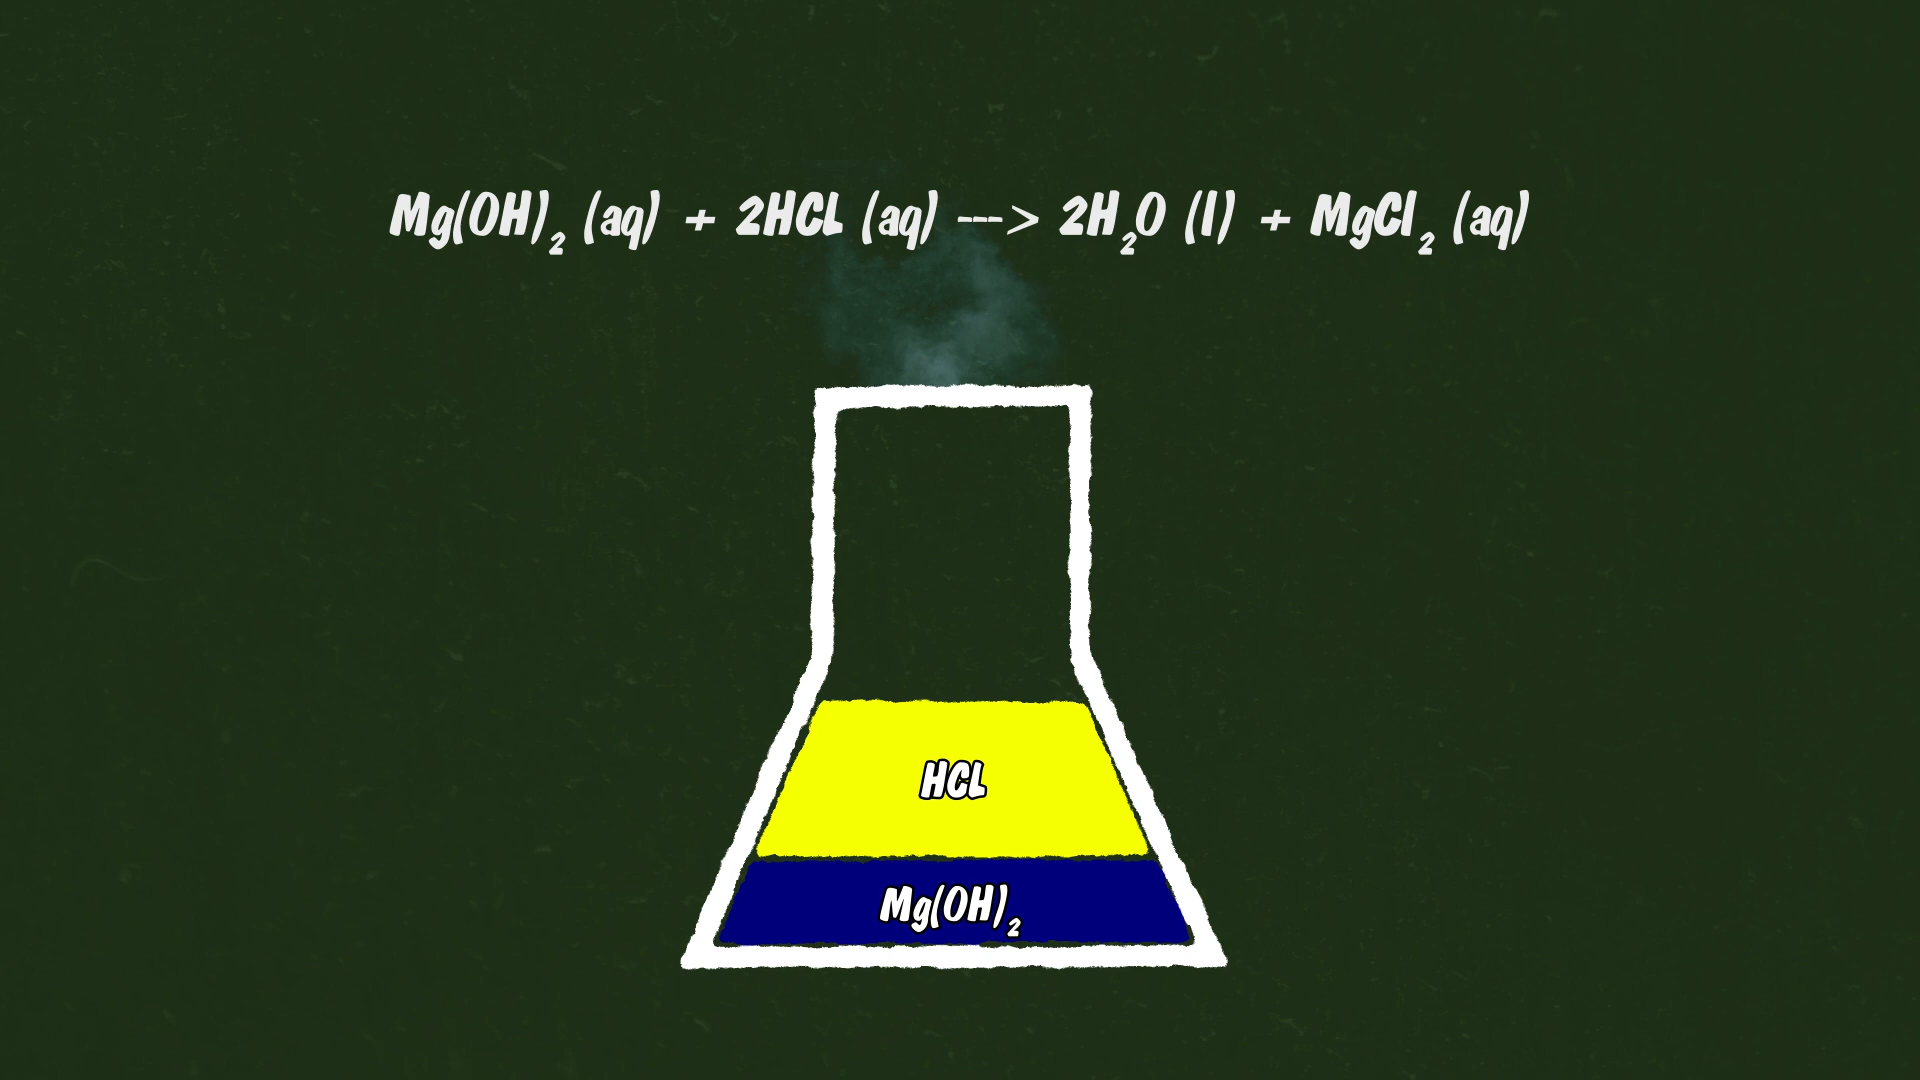 Mg(OH)₂ (aq) + 2HCL (aq) ---> 2H₂O (l) + MgCl₂ (aq)
HCL
Mg(OH)₂